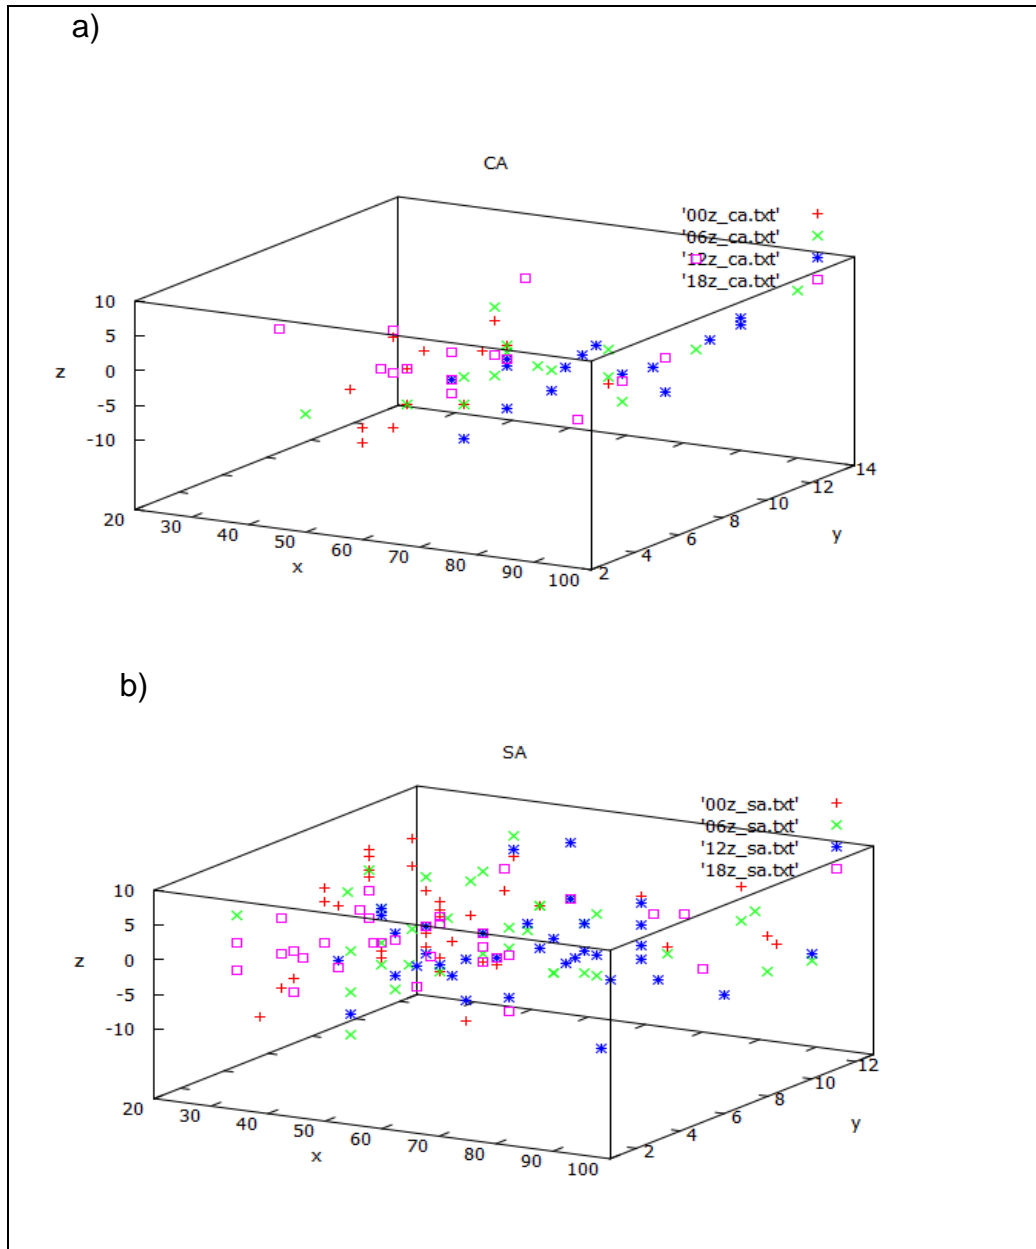 a)
CA
'00z_ca.txt'
'06z_ca.txt'
'12z_ca.txt'
'18z_ca.txt'
10
5
0
-5
-10
z
20
30
40
50
60
70
80
90
100
x
2
4
6
8
10
12
14
y
b)
SA
'00z_sa.txt'
'06z_sa.txt'
'12z_sa.txt'
'18z_sa.txt'
10
5
0
-5
-10
z
20
30
40
50
60
70
80
90
100
x
2
4
6
8
10
12
y